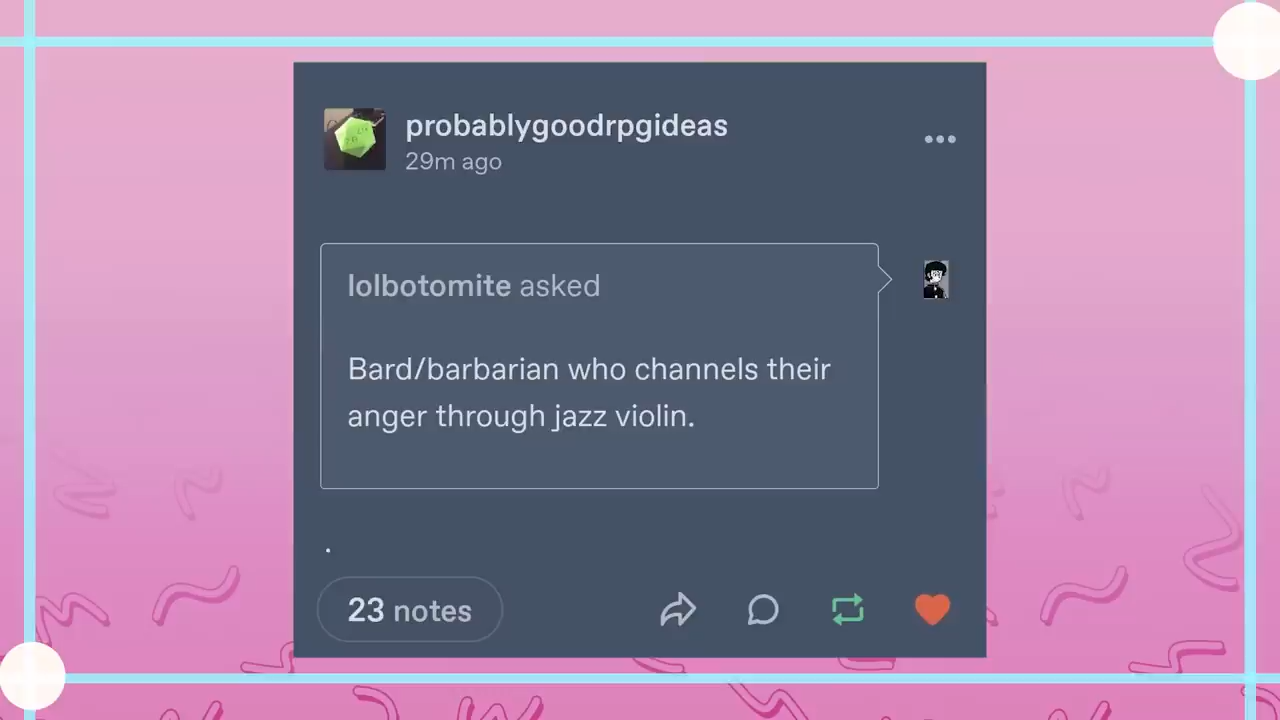 probablygoodrpgideas
29m ago
lolbotomite asked
Bard/barbarian who channels their
anger through jazz violin.
.
23 notes